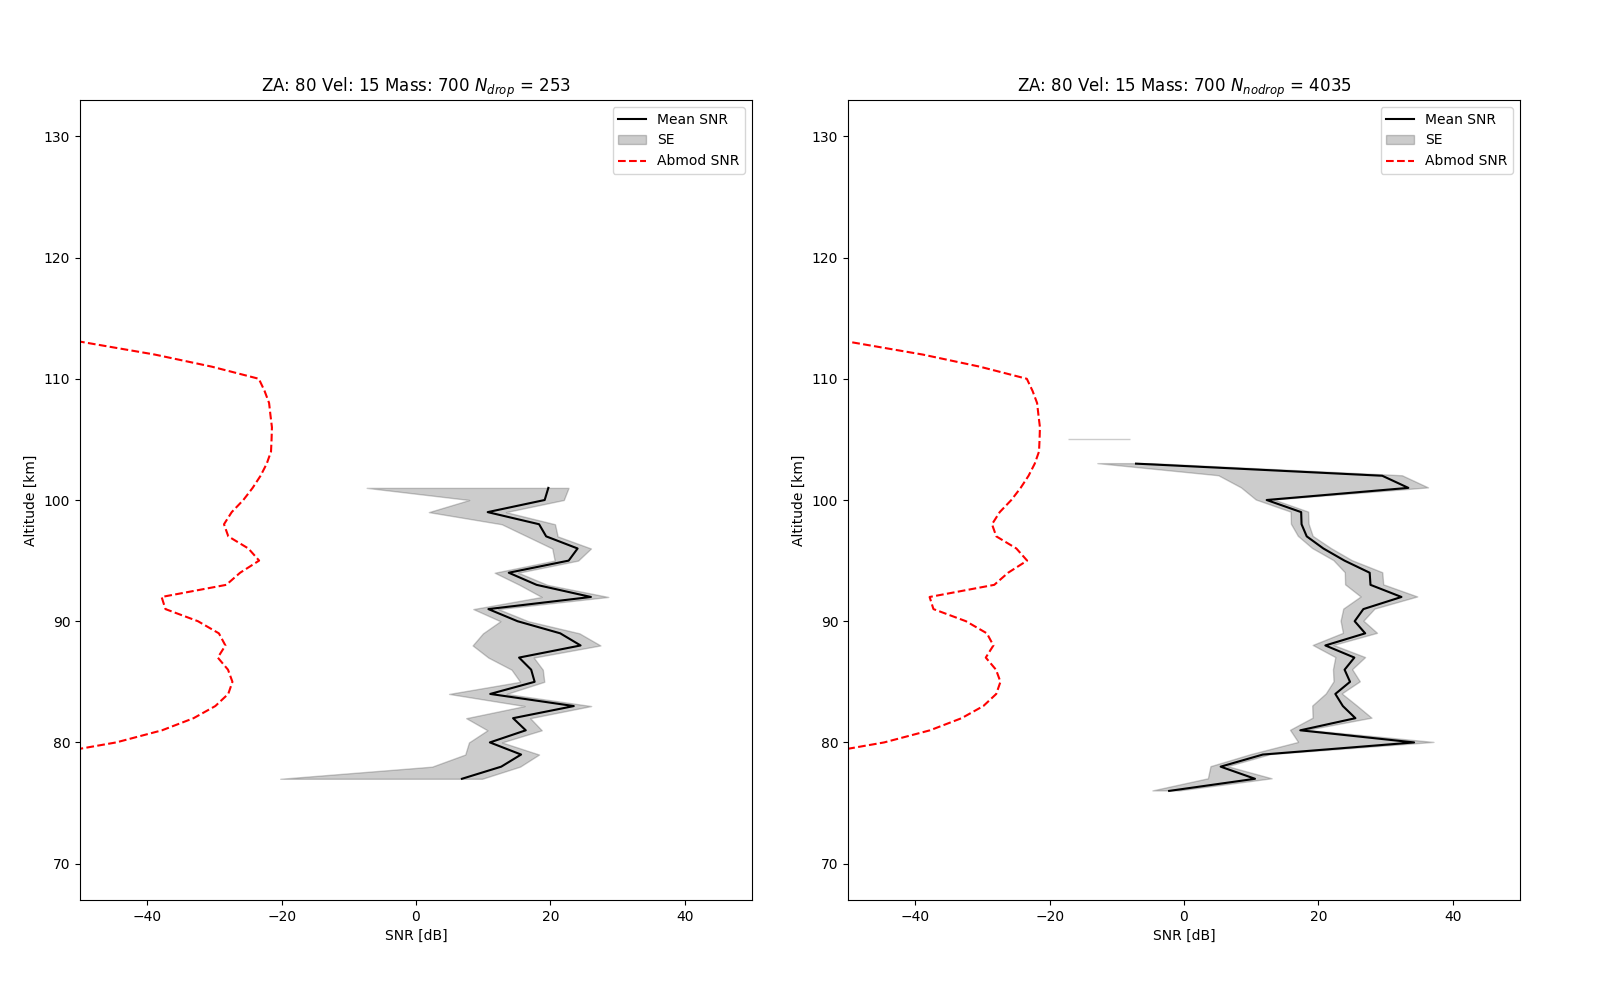 ZA: 80 Vel: 15 Mass: 700 N_drop = 253
Mean SNR
SE
Abmod SNR
130
120
110
100
90
80
70
Altitude [km]
−40
−20
0
20
40
SNR [dB]
ZA: 80 Vel: 15 Mass: 700 N_nodrop = 4035
Mean SNR
SE
Abmod SNR
130
120
110
100
90
80
70
Altitude [km]
−40
−20
0
20
40
SNR [dB]